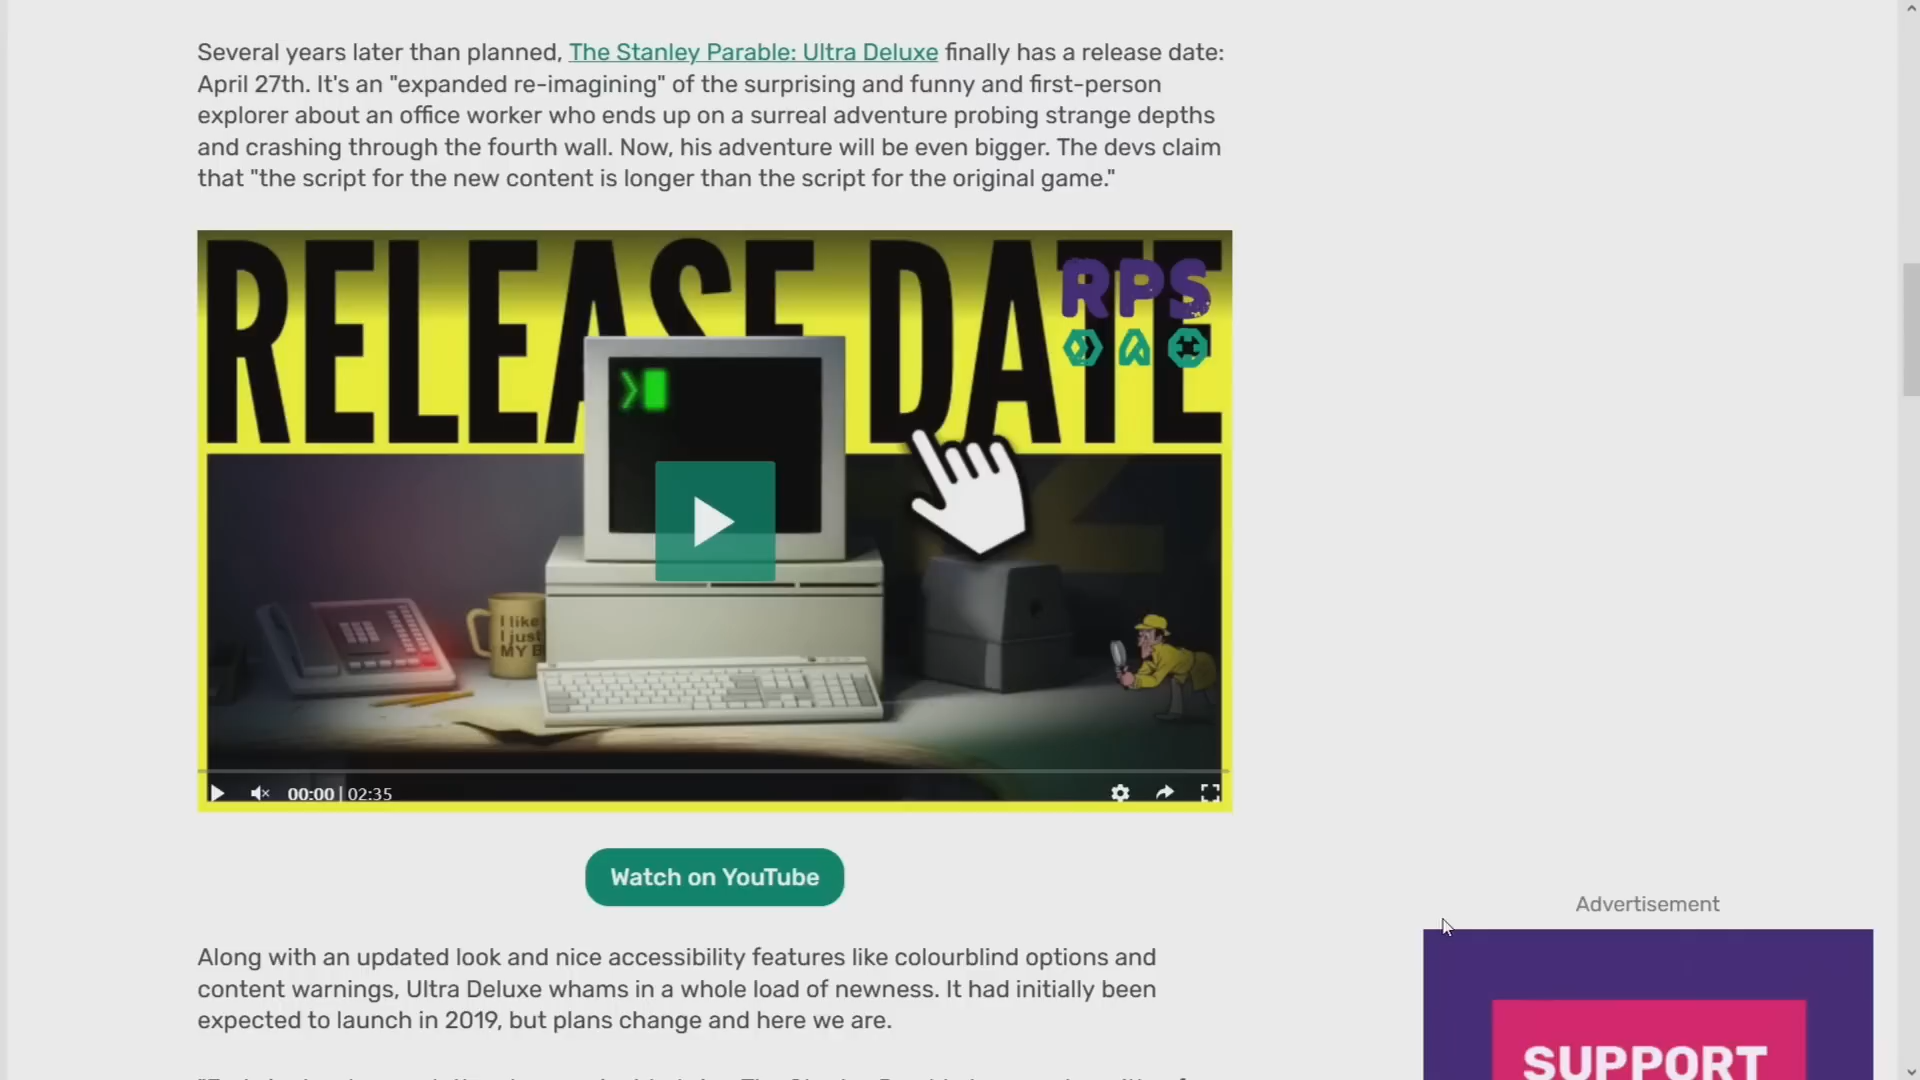 Several years later than planned, The Stanley Parable: Ultra Deluxe finally has a release date:
April 27th. It's an "expanded re-imagining" of the surprising and funny and first-person
explorer about an office worker who ends up on a surreal adventure probing strange depths
and crashing through the fourth wall. Now, his adventure will be even bigger. The devs claim
that "the script for the new content is longer than the script for the original game."
RELEASE DATE
RPS
I like
I just
MY B
00:00 | 02:35
Watch on YouTube
Advertisement
Along with an updated look and nice accessibility features like colourblind options and
content warnings, Ultra Deluxe whams in a whole load of newness. It had initially been
expected to launch in 2019, but plans change and here we are.
SUPPORT